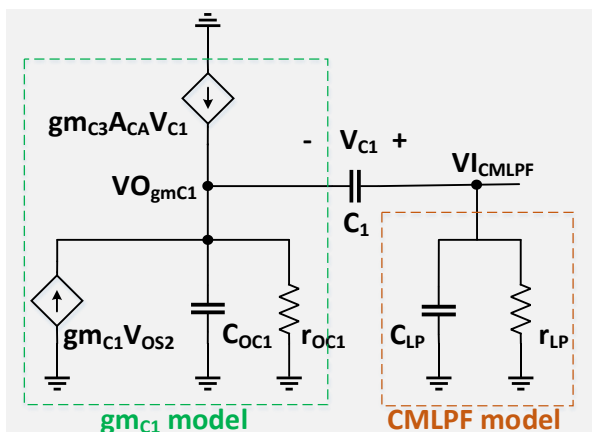 gmC3ACAVC1
- VC1 +
VOgmC1
VICMLPF
C1
gmC1VOS2
COC1
rOC1
CLP
rLP
gmC1 model
CMLPF model